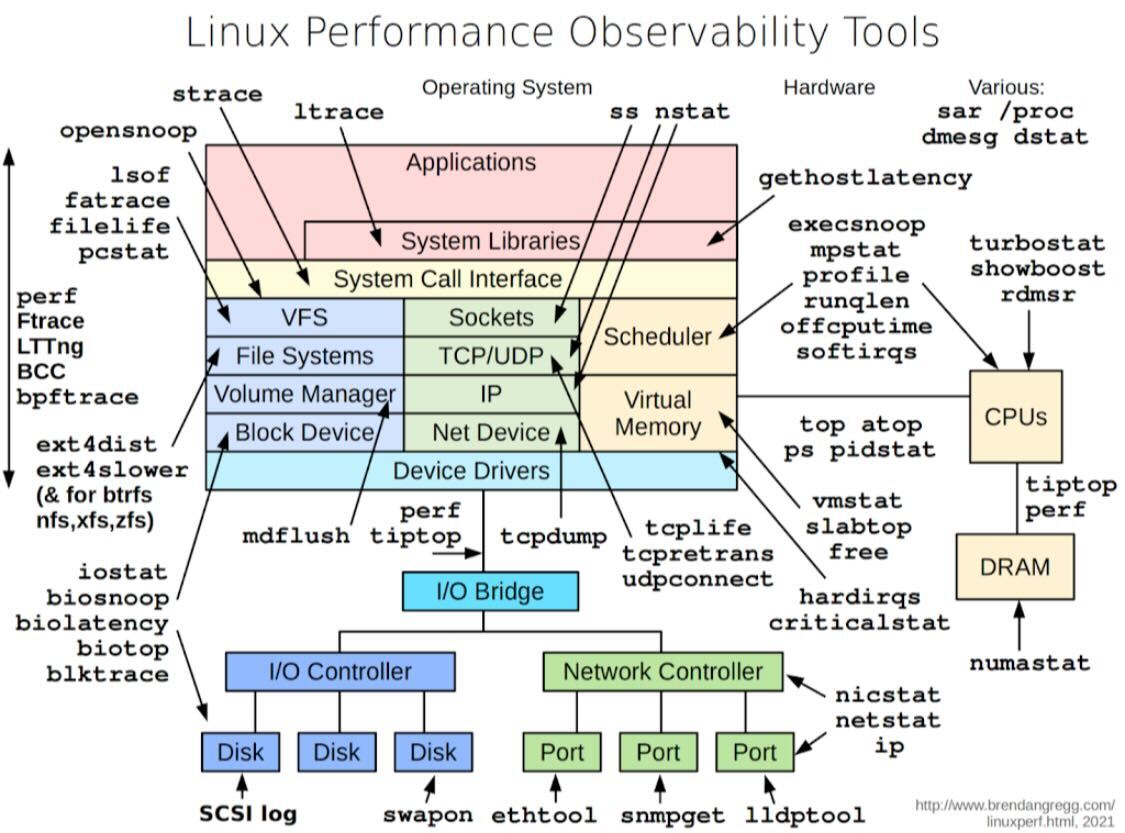 Linux Performance Observability Tools
Operating System
Hardware
Various:
sar /proc
dmesg dstat
strace
ltrace
ss nstat
opensnoop
lsof
fatrace
filelife
pcstat
gethostlatency
Applications
System Libraries
System Call Interface
VFS
Sockets
Scheduler
File Systems
TCP/UDP
Volume Manager
IP
Virtual
Memory
Block Device
Net Device
Device Drivers
perf
Ftrace
LTTng
BCC
bpftrace
ext4dist
ext4slower
(& for btrfs
nfs,xfs,zfs)
execsnoop
mpstat
profile
runqlen
offcputime
softirqs
turbostat
showboost
rdmsr
CPUs
top atop
ps pidstat
tiptop
perf
DRAM
numastat
vmstat
slabtop
free
hardirqs
criticalstat
mdflush
perf
tiptop
tcpdump
tcplife
tcpretrans
udpconnect
iostat
biosnoop
biolatency
biotop
blktrace
I/O Bridge
I/O Controller
Network Controller
nicstat
netstat
ip
Disk
Disk
Disk
Port
Port
Port
SCSI log
swapon
ethtool
snmpget
lldptool
http://www.brendangregg.com/
linuxperf.html, 2021